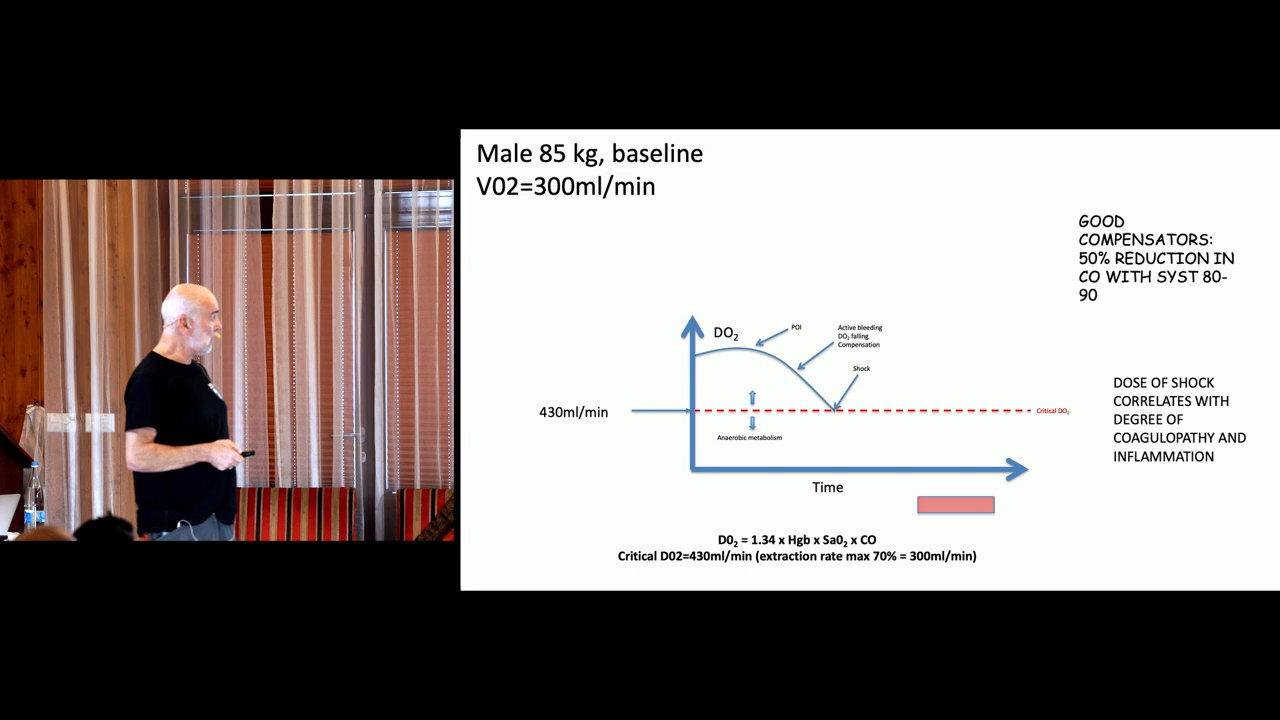 Male 85 kg, baseline
V02=300ml/min
GOOD
COMPENSATORS:
50% REDUCTION IN
CO WITH SYST 80-
90
DO₂
POI
Active bleeding
DO₂ falling
Compensation
Shock
430ml/min
Critical DO₂
Anaerobic metabolism
DOSE OF SHOCK
CORRELATES WITH
DEGREE OF
COAGULOPATHY AND
INFLAMMATION
Time
D0₂ = 1.34 x Hgb x Sa0₂ x CO
Critical D02=430ml/min (extraction rate max 70% = 300ml/min)